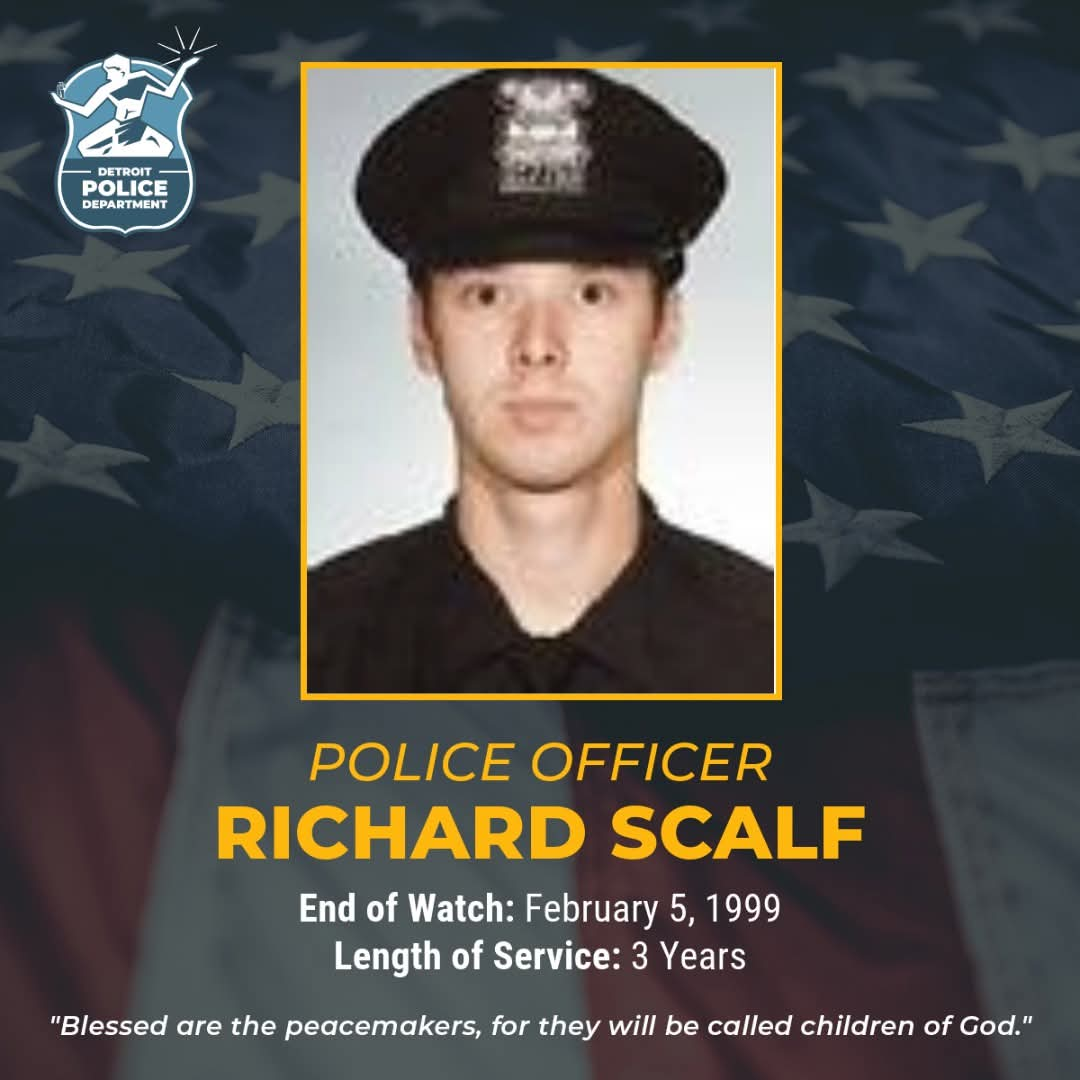 DETROIT
POLICE
DEPARTMENT
POLICE OFFICER
RICHARD SCALF
End of Watch: February 5, 1999
Length of Service: 3 Years
"Blessed are the peacemakers, for they will be called children of God."